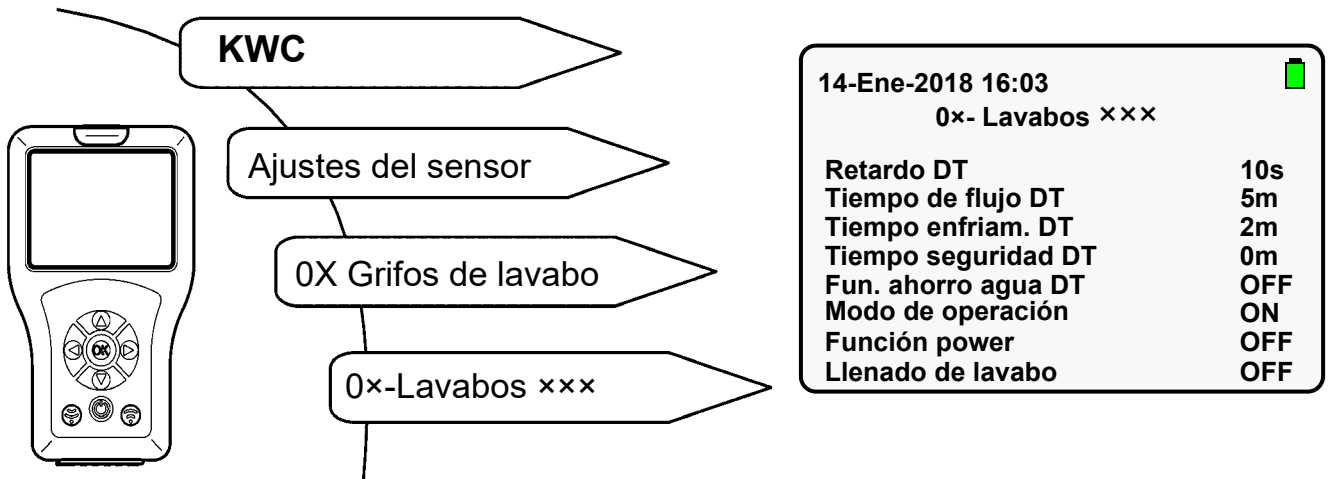 KWC
Ajustes del sensor
0X Grifos de lavabo
0×-Lavabos ×××
OK
14-Ene-2018 16:03
0×- Lavabos ×××
Retardo DT 10s
Tiempo de flujo DT 5m
Tiempo enfriam. DT 2m
Tiempo seguridad DT 0m
Fun. ahorro agua DT OFF
Modo de operación ON
Función power OFF
Llenado de lavabo OFF